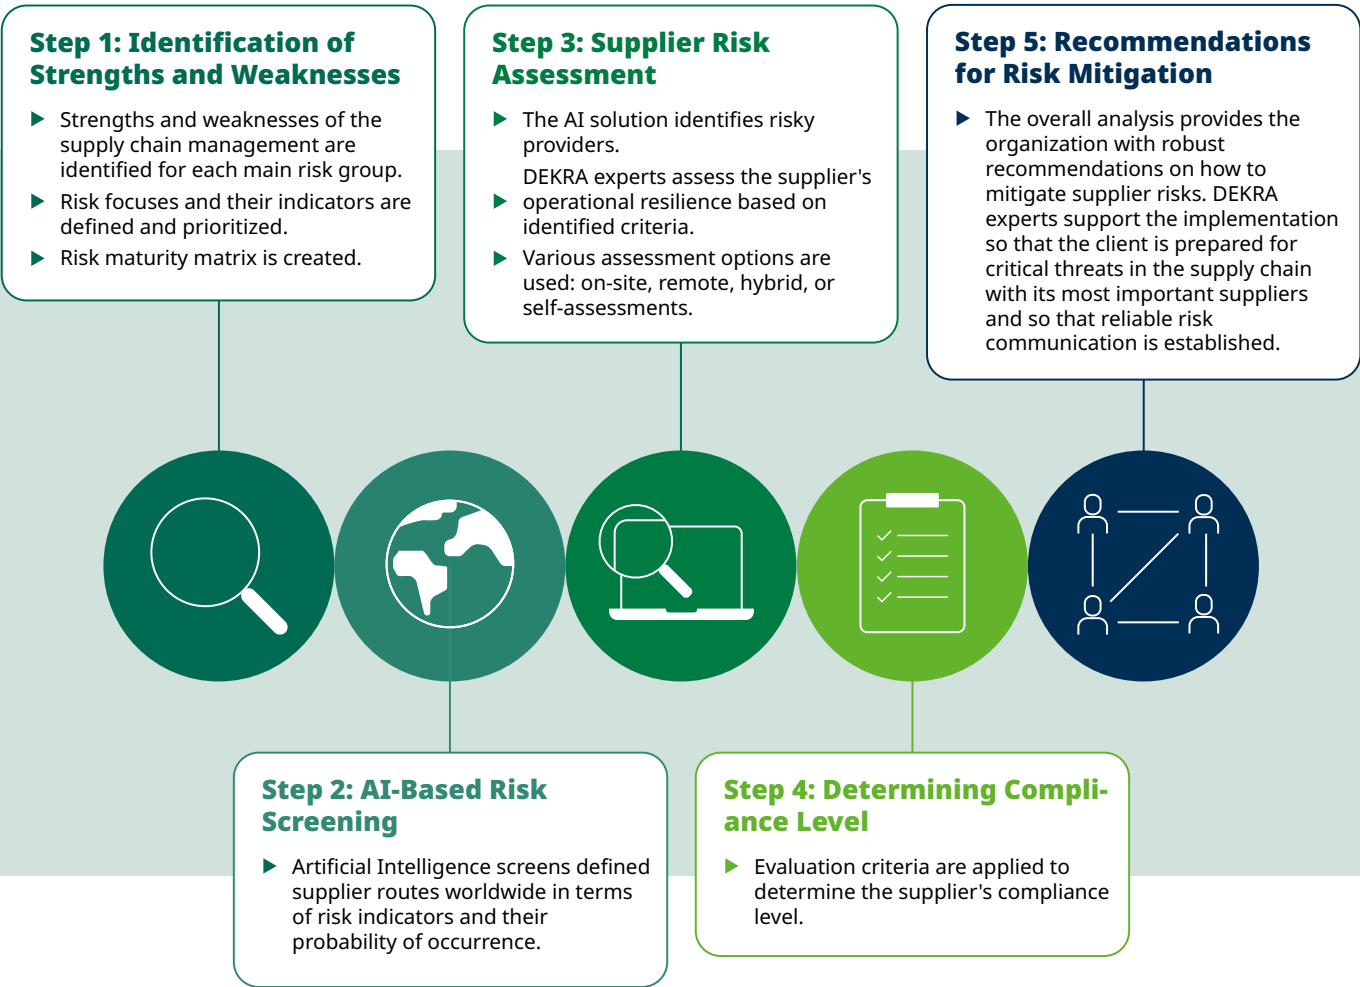 Step 1: Identification of
Strengths and Weaknesses
Strengths and weaknesses of the
supply chain management are
identified for each main risk group.
Risk focuses and their indicators are
defined and prioritized.
Risk maturity matrix is created.
Step 3: Supplier Risk
Assessment
The AI solution identifies risky
providers.
DEKRA experts assess the supplier's
operational resilience based on
identified criteria.
Various assessment options are
used: on-site, remote, hybrid, or
self-assessments.
Step 5: Recommendations
for Risk Mitigation
The overall analysis provides the
organization with robust
recommendations on how to
mitigate supplier risks. DEKRA
experts support the implementation
so that the client is prepared for
critical threats in the supply chain
with its most important suppliers
and so that reliable risk
communication is established.
Step 2: AI-Based Risk
Screening
Artificial Intelligence screens defined
supplier routes worldwide in terms
of risk indicators and their
probability of occurrence.
Step 4: Determining Compli-
ance Level
Evaluation criteria are applied to
determine the supplier's compliance
level.